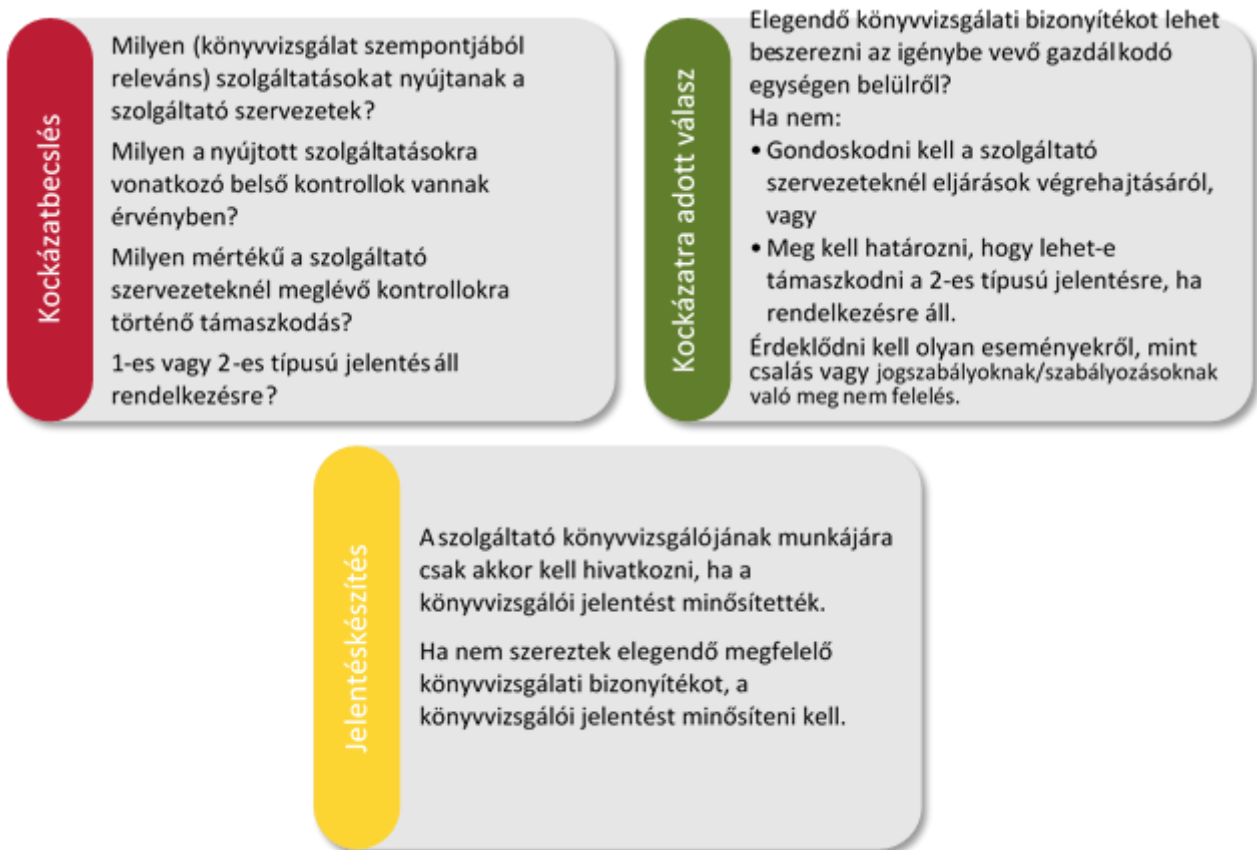 Kockázatbecslés
Milyen (könyvvizsgálat szempontjából
releváns) szolgáltatásokat nyújtanak a
szolgáltató szervezetek?
Milyen a nyújtott szolgáltatásokra
vonatkozó belső kontrollok vannak
érvényben?
Milyen mértékű a szolgáltató
szervezeteknél meglévő kontrollokra
történő támaszkodás?
1-es vagy 2-es típusú jelentés áll
rendelkezésre?
Kockázatra adott válasz
Elegendő könyvvizsgálati bizonyítékot lehet
beszerezni az igénybe vevő gazdálkodó
egységen belülről?
Ha nem:
• Gondoskodni kell a szolgáltató
szervezeteknél eljárások végrehajtásáról,
vagy
• Meg kell határozni, hogy lehet-e
támaszkodni a 2-es típusú jelentésre, ha
rendelkezésre áll.
Érdeklődni kell olyan eseményekről, mint
csalás vagy jogszabályoknak/szabályozásoknak
való meg nem felelés.
Jelentéskészítés
A szolgáltató könyvvizsgálójának munkájára
csak akkor kell hivatkozni, ha a
könyvvizsgálói jelentést minősítették.
Ha nem szereztek elegendő megfelelő
könyvvizsgálati bizonyítékot, a
könyvvizsgálói jelentést minősíteni kell.